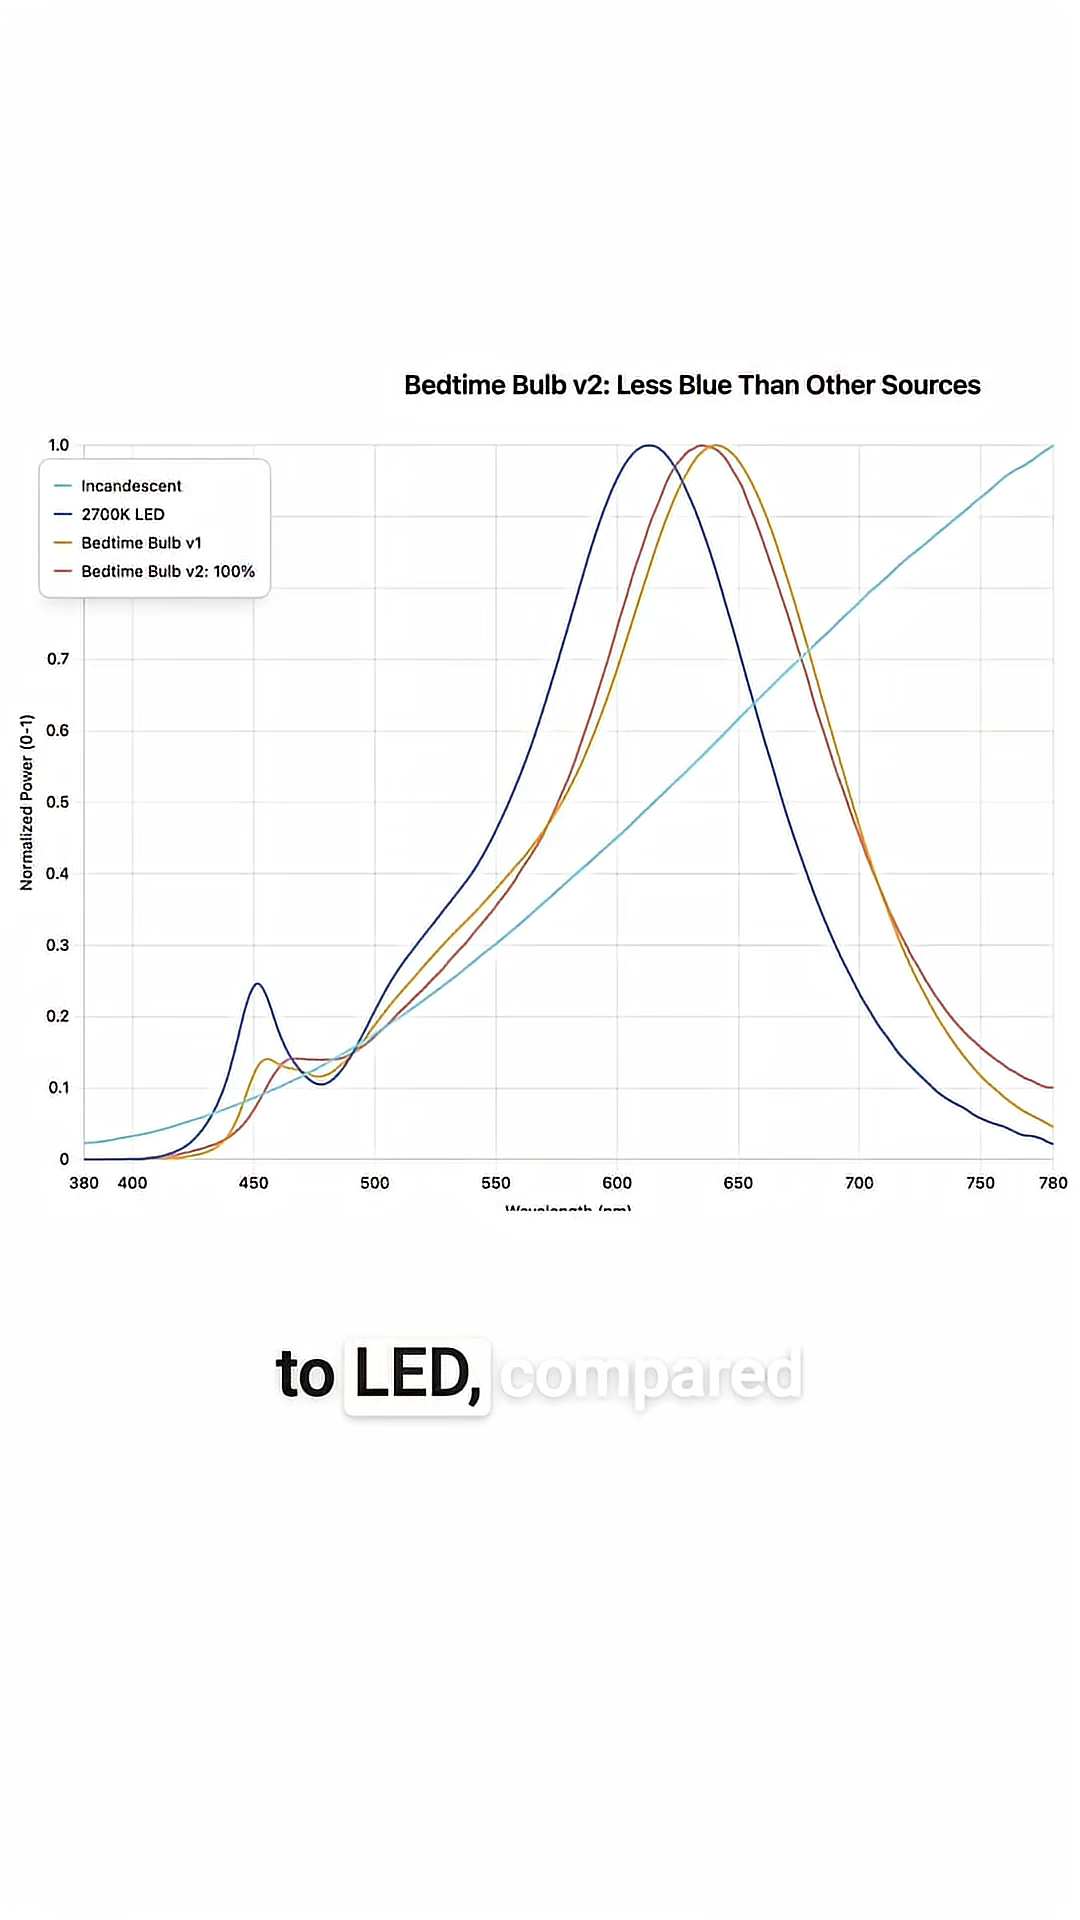 Bedtime Bulb v2: Less Blue Than Other Sources
1.0
Incandescent
2700K LED
Bedtime Bulb v1
Bedtime Bulb v2: 100%
0.7
0.6
0.5
0.4
0.3
0.2
0.1
0
Normalized Power (0-1)
380 400 450 500 550 600 650 700 750 780
Wavelength (nm)
to LED, compared